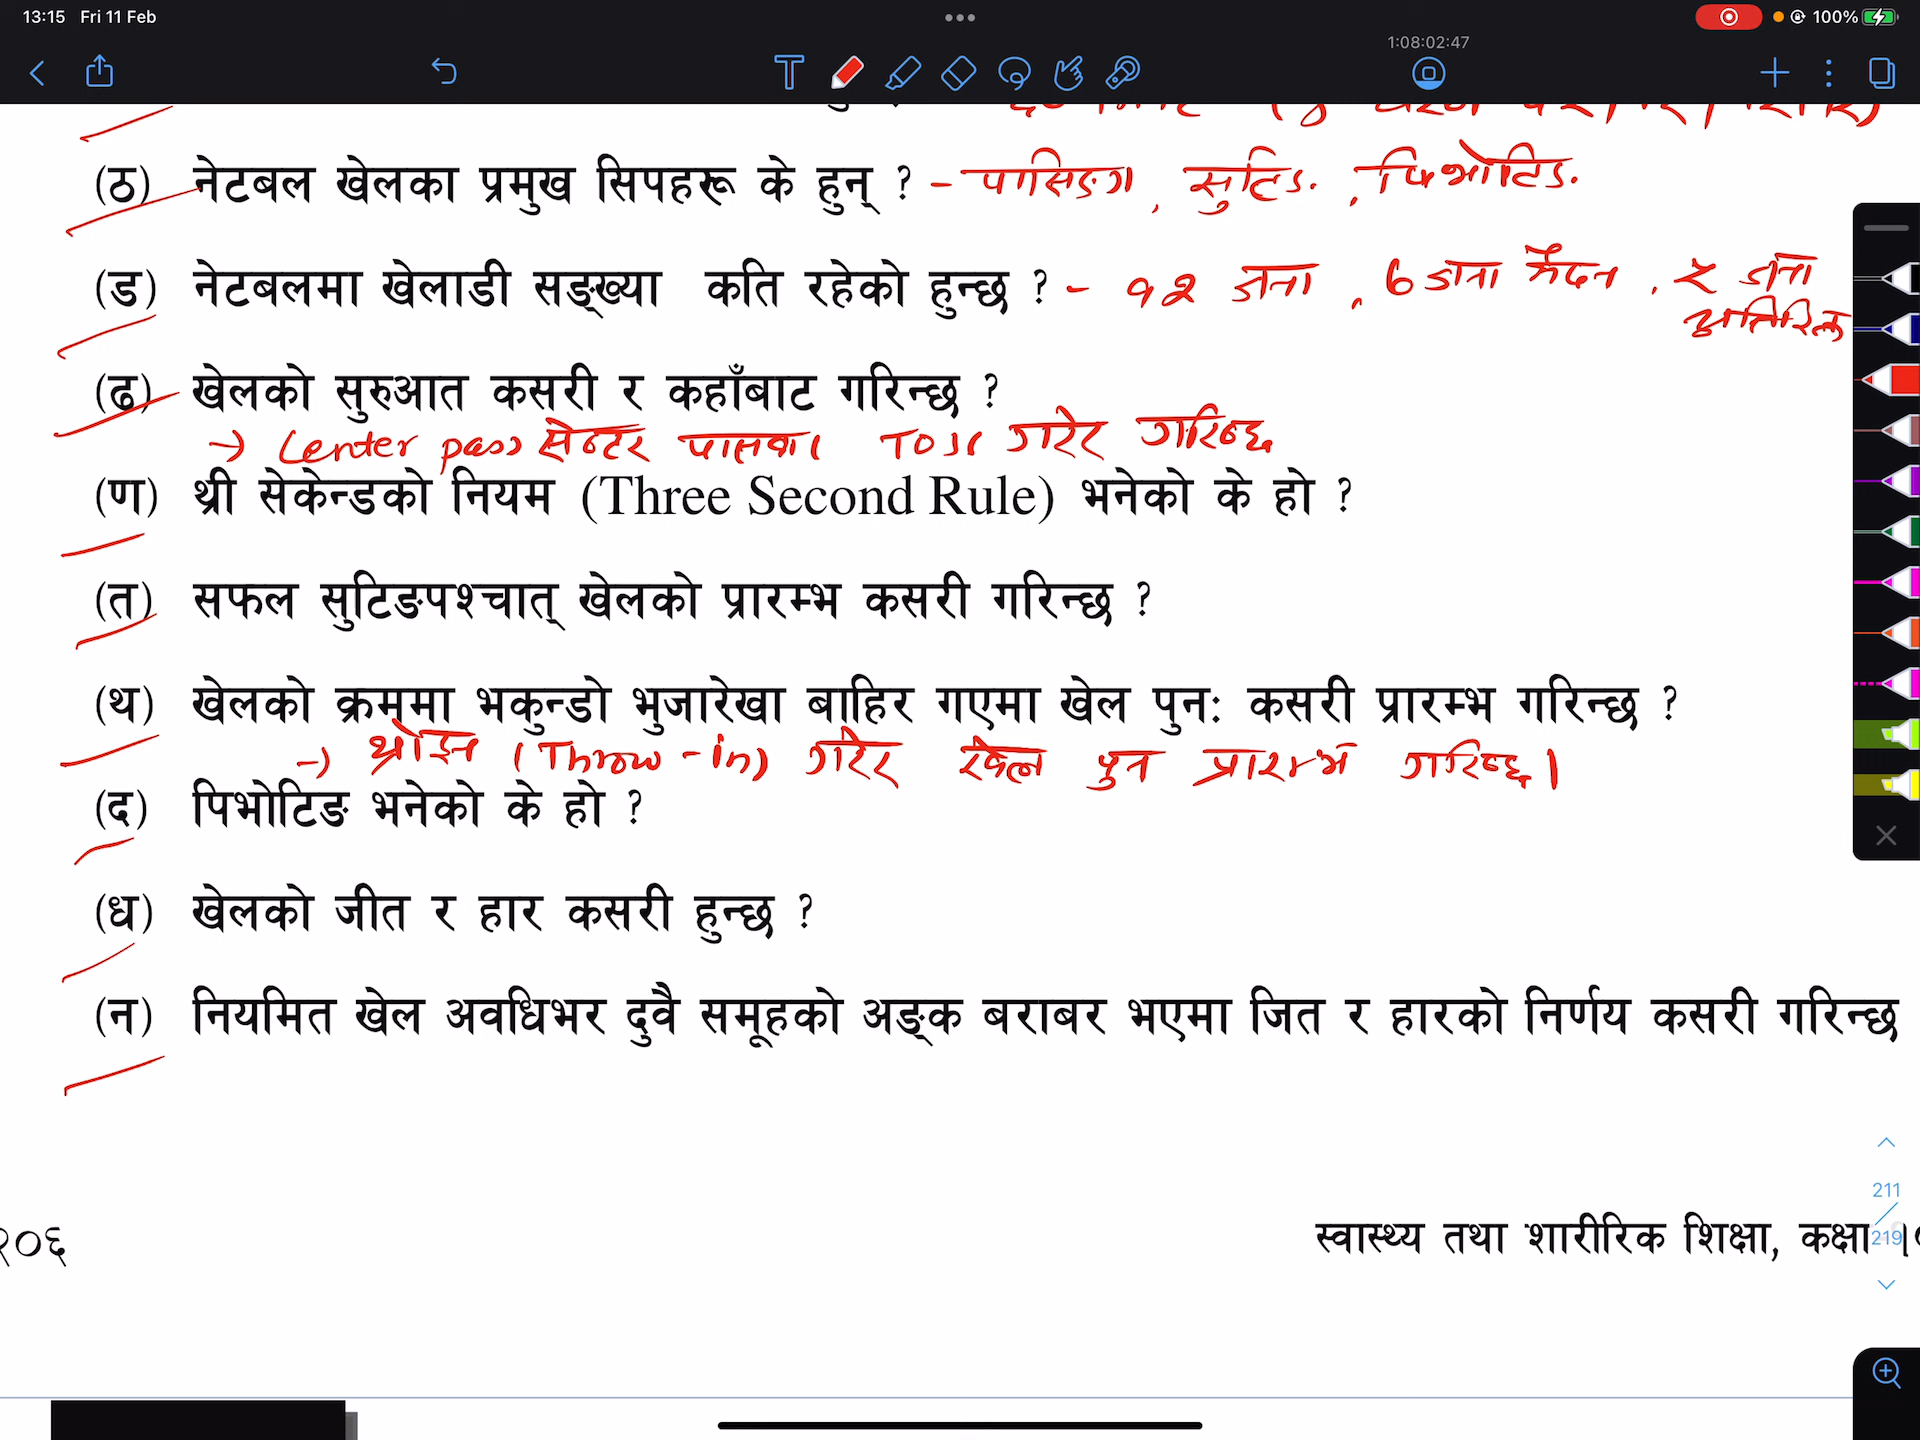 13:15 Fri 11 Feb
100%
1:08:02:47
(ठ) नेटबल खेलका प्रमुख सिपहरू के हुन् ? - पासिङग, सुटिङ, पिभोटिङ.
(ड) नेटबलमा खेलाडी सङ्ख्या कति रहेको हुन्छ ? - १२ जना, ७ जना मैदान, ५ जना
अतिरिक्त
(ढ) खेलको सुरुआत कसरी र कहाँबाट गरिन्छ ?
→ Center pass सेन्टर पासका Toss गरेर गरिन्छ
(ण) थ्री सेकेन्डको नियम (Three Second Rule) भनेको के हो ?
(त) सफल सुटिङपश्चात् खेलको प्रारम्भ कसरी गरिन्छ ?
(थ) खेलको क्रममा भकुन्डो भुजारेखा बाहिर गएमा खेल पुन: कसरी प्रारम्भ गरिन्छ ?
→ थ्रोइन (Throw-in) गरेर खेल पुन प्रारम्भ गरिन्छ।
(द) पिभोटिङ भनेको के हो ?
(ध) खेलको जीत र हार कसरी हुन्छ ?
(न) नियमित खेल अवधिभर दुवै समूहको अङ्क बराबर भएमा जित र हारको निर्णय कसरी गरिन्छ
211
219
२०६ स्वास्थ्य तथा शारीरिक शिक्षा, कक्षा